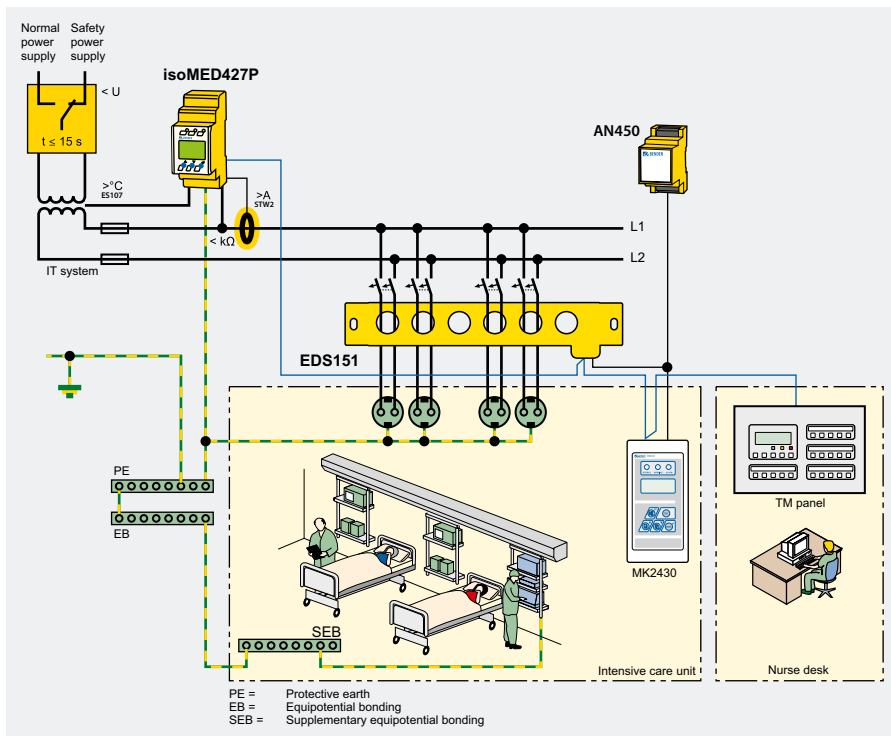 Normal Safety
power power
supply supply
< U
t ≤ 15 s
isoMED427P
>°C
ES107
>A
STW2
< kΩ
AN450
BENDER
L1
L2
IT system
EDS151
PE
EB
SEB
MK2430
TM panel
Intensive care unit
Nurse desk
PE = Protective earth
EB = Equipotential bonding
SEB = Supplementary equipotential bonding